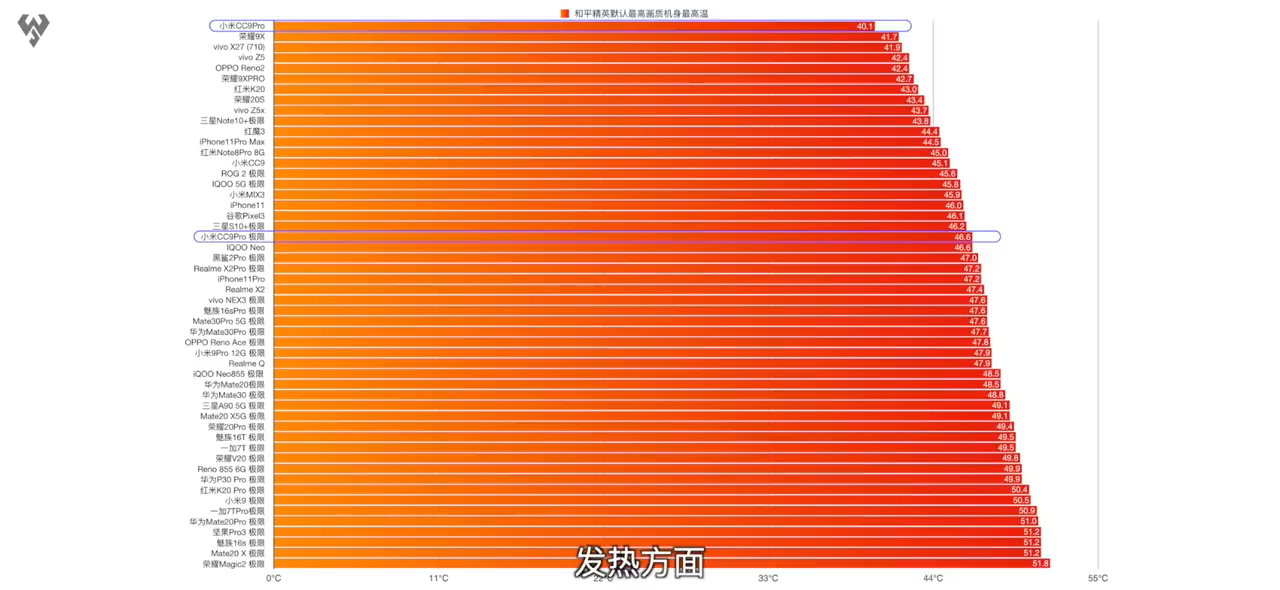 和平精英默认最高画质机身最高温
小米CC9Pro 40.1
荣耀9X 41.7
vivo X27 (710) 41.9
vivo Z5 42.4
OPPO Reno2 42.4
荣耀9XPRO 42.7
红米K20 43.0
荣耀20S 43.4
vivo Z5x 43.7
三星Note10+极限 43.8
红魔3 44.4
iPhone11Pro Max 44.5
红米Note8Pro 8G 45.0
小米CC9 45.1
ROG 2 极限 45.6
IQOO 5G 极限 45.8
小米MIX3 45.9
iPhone11 46.0
谷歌Pixel3 46.1
三星S10+极限 46.2
小米CC9Pro 极限 46.6
IQOO Neo 46.6
黑鲨2Pro 极限 47.0
Realme X2Pro 极限 47.2
iPhone11Pro 47.2
Realme X2 47.4
vivo NEX3 极限 47.6
魅族16sPro 极限 47.6
Mate30Pro 5G 极限 47.6
华为Mate30Pro 极限 47.7
OPPO Reno Ace 极限 47.8
小米9Pro 12G 极限 47.9
Realme Q 47.9
iQOO Neo855 极限 48.5
华为Mate20极限 48.5
华为Mate30 极限 48.8
三星A90 5G 极限 49.1
Mate20 X5G 极限 49.1
荣耀20Pro 极限 49.4
魅族16T 极限 49.5
一加7T 极限 49.5
荣耀V20 极限 49.8
Reno 855 6G 极限 49.9
华为P30 Pro 极限 49.9
红米K20 Pro 极限 50.4
小米9 极限 50.5
一加7TPro极限 50.9
华为Mate20Pro 极限 51.0
坚果Pro3 极限 51.2
魅族16s 极限 51.2
Mate20 X 极限 51.2
荣耀Magic2 极限 51.8
0°C 11°C 22°C 33°C 44°C 55°C
发热方面